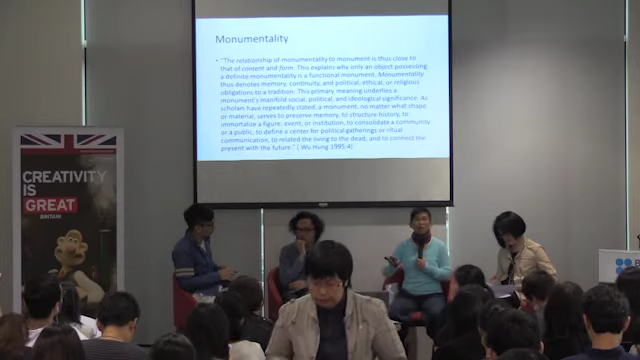 Monumentality
• "The relationship of monumentality to monument is thus close to
that of content and form. This explains why only an object possessing
a definite monumentality is a functional monument. Monumentality
thus denotes memory, continuity, and political, ethical, or religious
obligations to a tradition. This primary meaning underlies a
monument's manifold social, political, and ideological significance. As
scholars have repeatedly stated, a monument, no matter what shape
or material, serves to preserve memory, to structure history, to
immortalize a figure, event, or institution, to consolidate a community
or a public, to define a center for political gatherings or ritual
communication, to related the living to the dead, and to connect the
present with the future." ( Wu Hung 1995:4)
CREATIVITY
IS
GREAT
BRITAIN